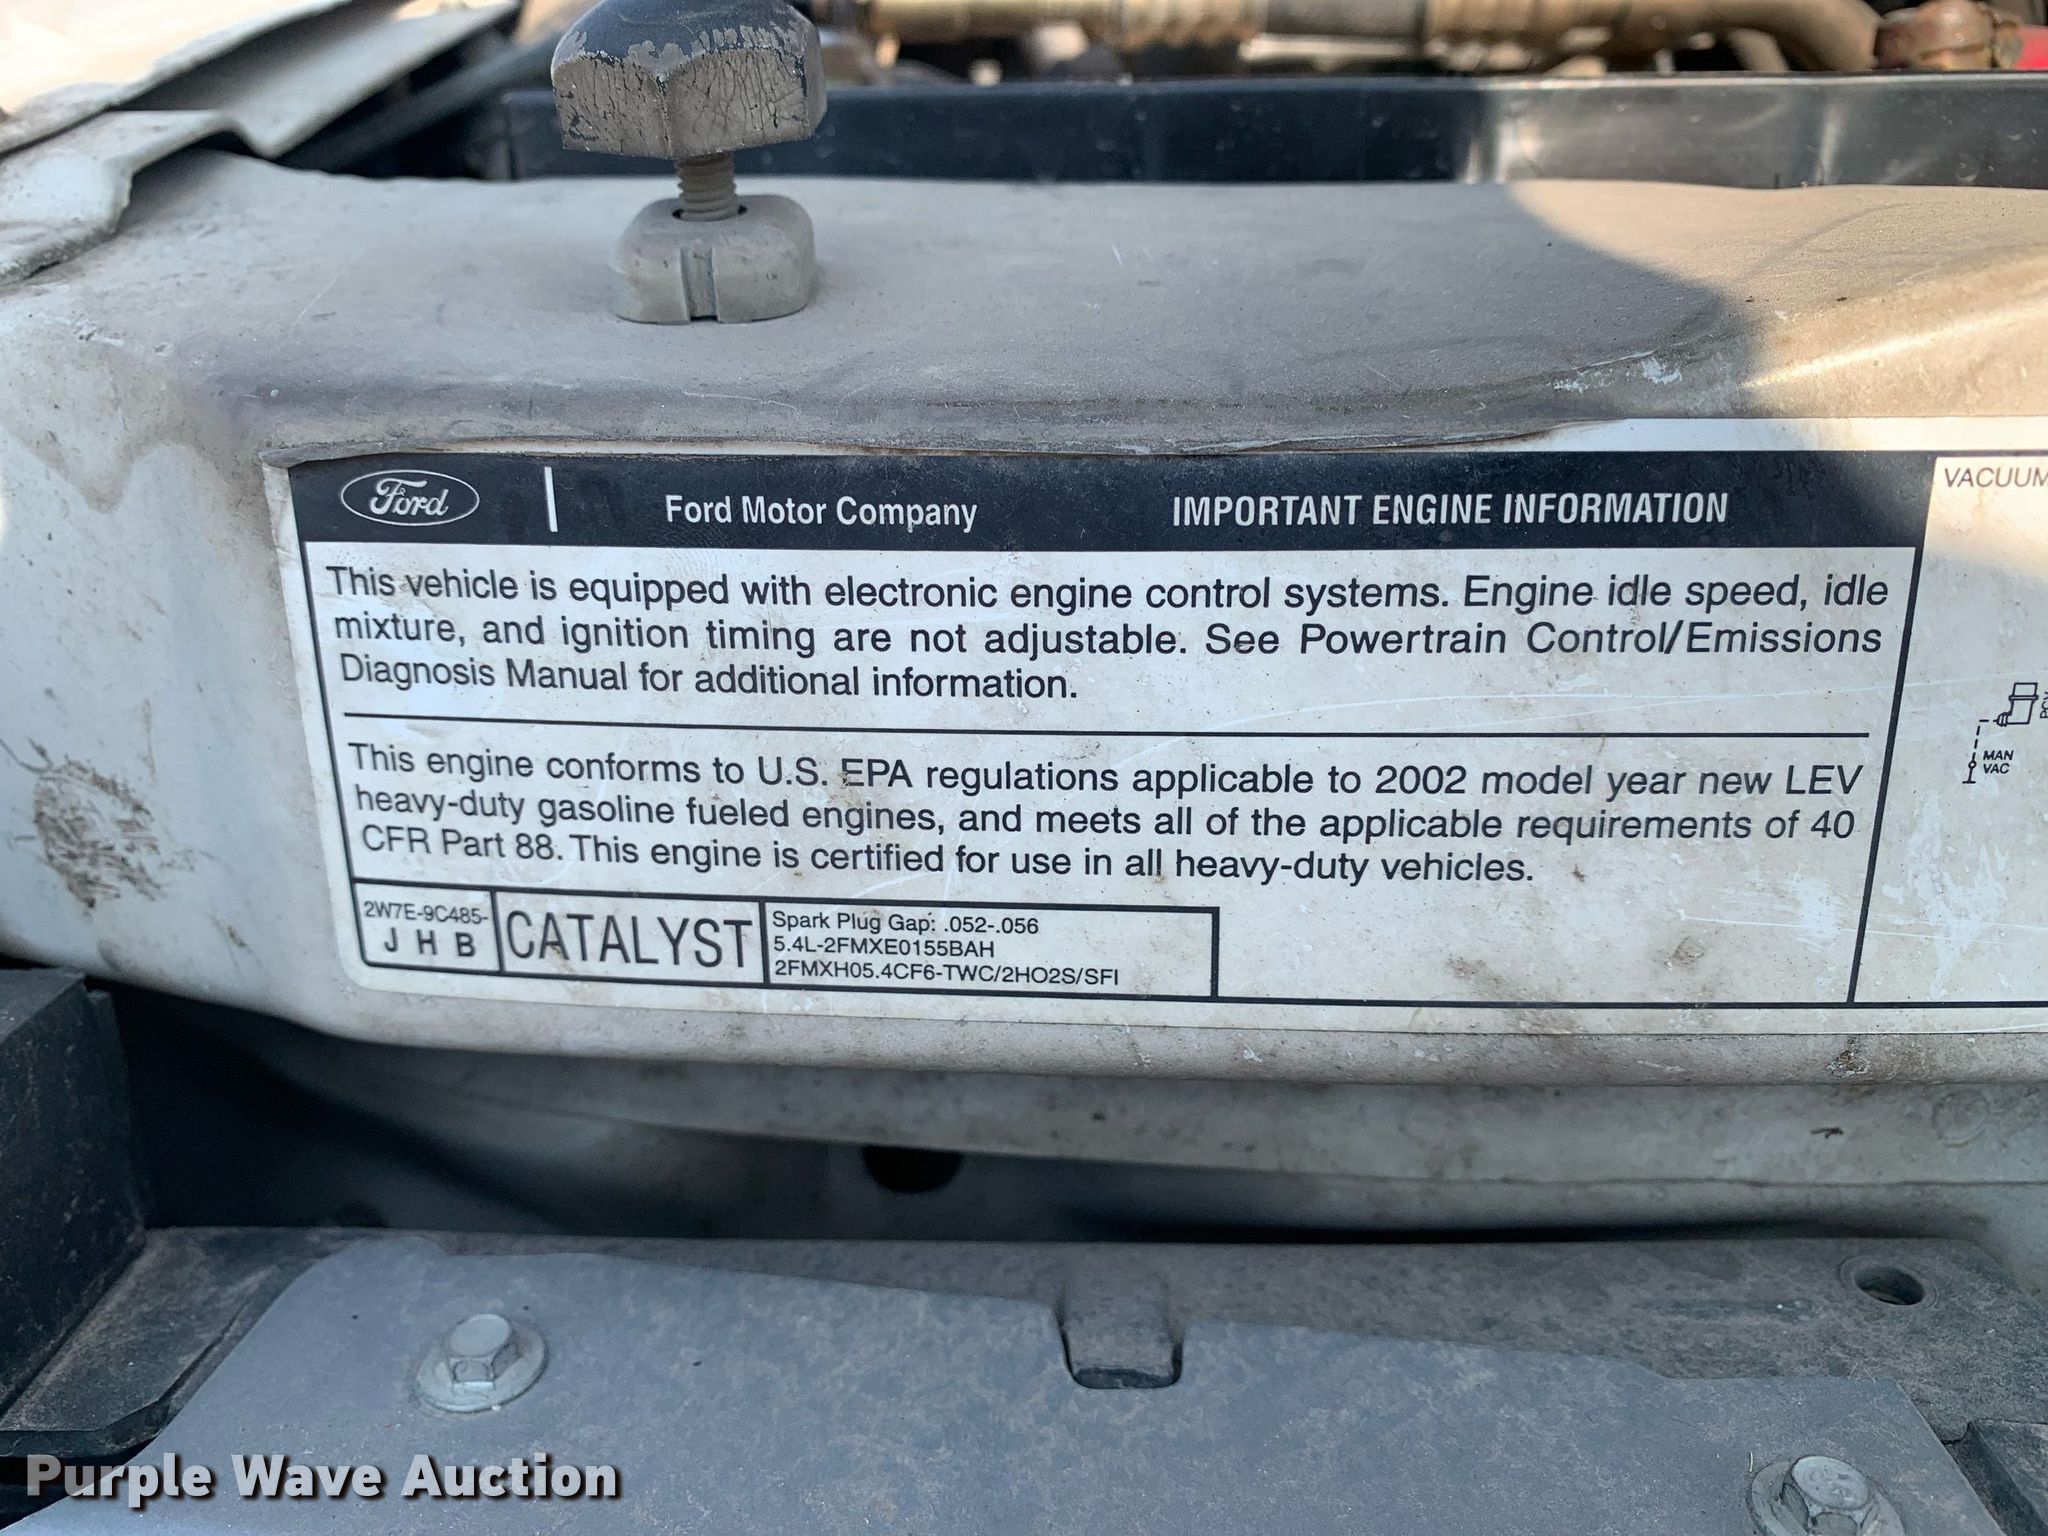 Ford
Ford Motor Company
IMPORTANT ENGINE INFORMATION
This vehicle is equipped with electronic engine control systems. Engine idle speed, idle
mixture, and ignition timing are not adjustable. See Powertrain Control/Emissions
Diagnosis Manual for additional information.
This engine conforms to U.S. EPA regulations applicable to 2002 model year new LEV
heavy-duty gasoline fueled engines, and meets all of the applicable requirements of 40
CFR Part 88. This engine is certified for use in all heavy-duty vehicles.
2W7E-9C485-
J H B
CATALYST
Spark Plug Gap: .052-.056
5.4L-2FMXE0155BAH
2FMXH05.4CF6-TWC/2HO2S/SFI
VACUUM
MAN
VAC
Purple Wave Auction